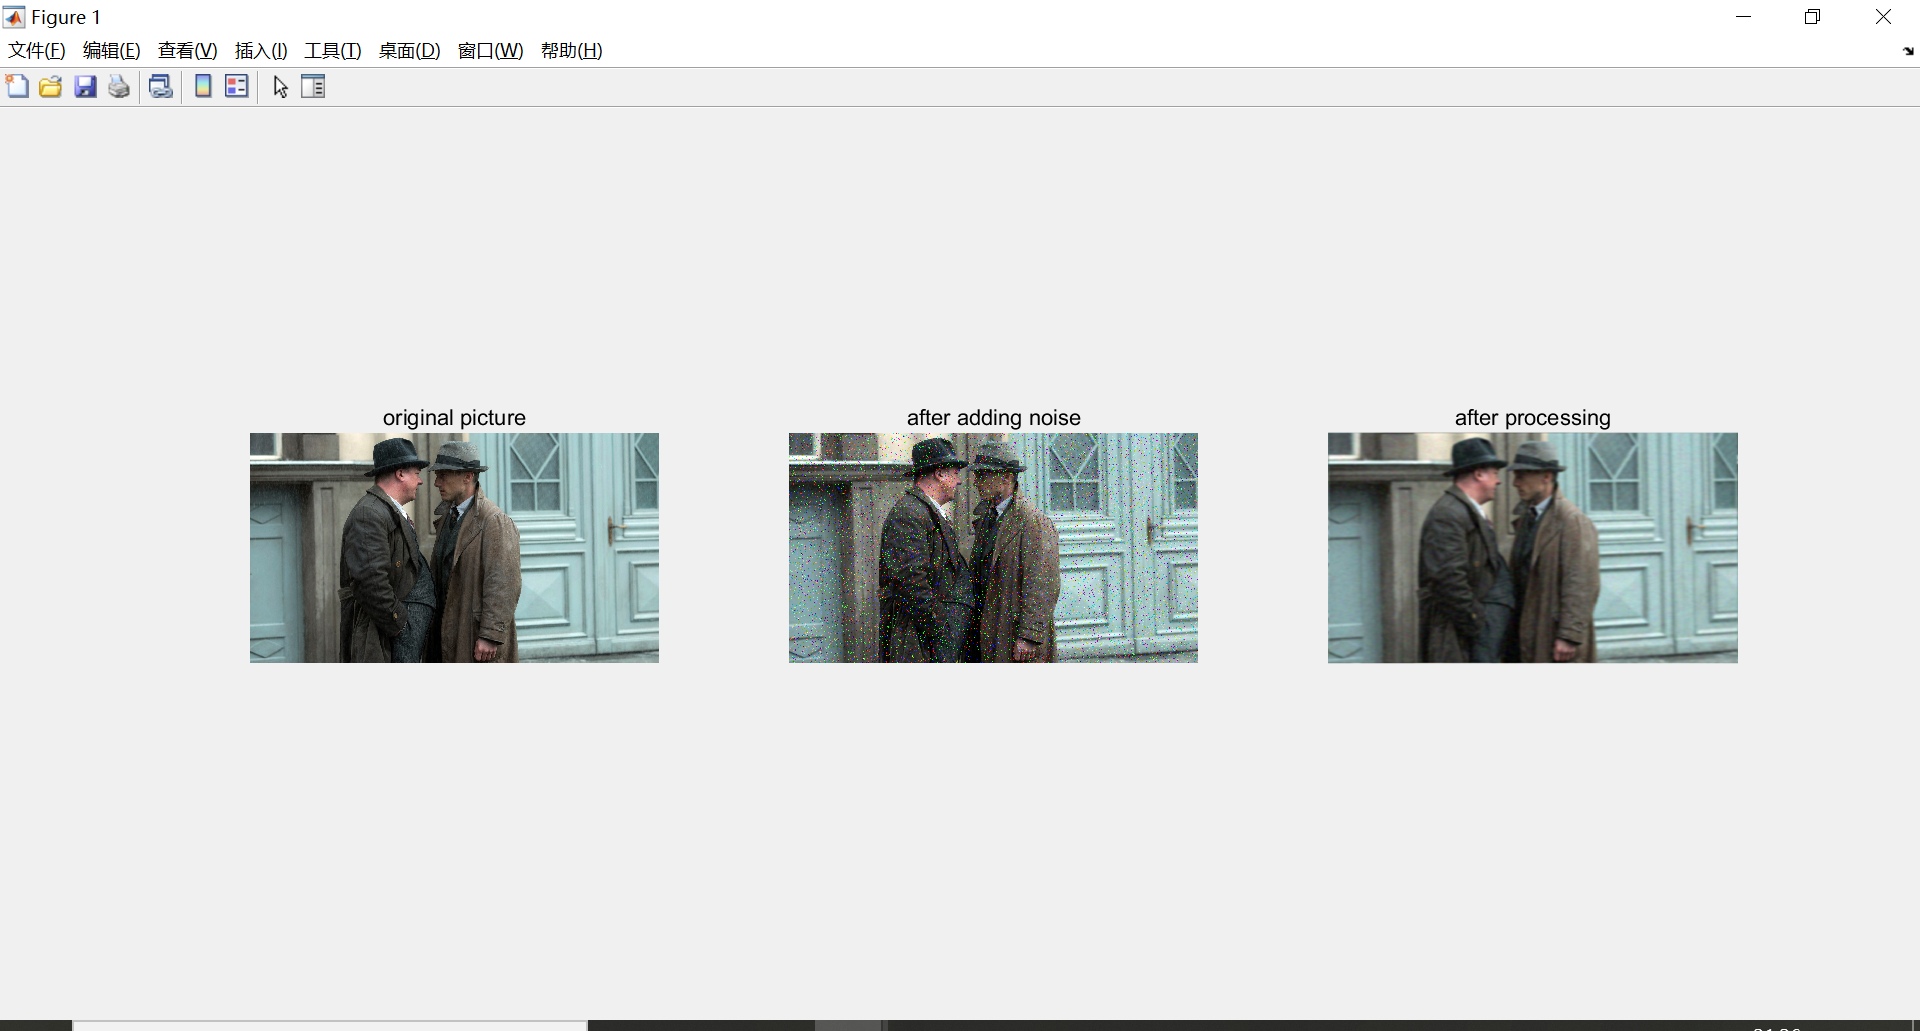 Figure 1
文件(F) 编辑(E) 查看(V) 插入(I) 工具(T) 桌面(D) 窗口(W) 帮助(H)
original picture after adding noise after processing